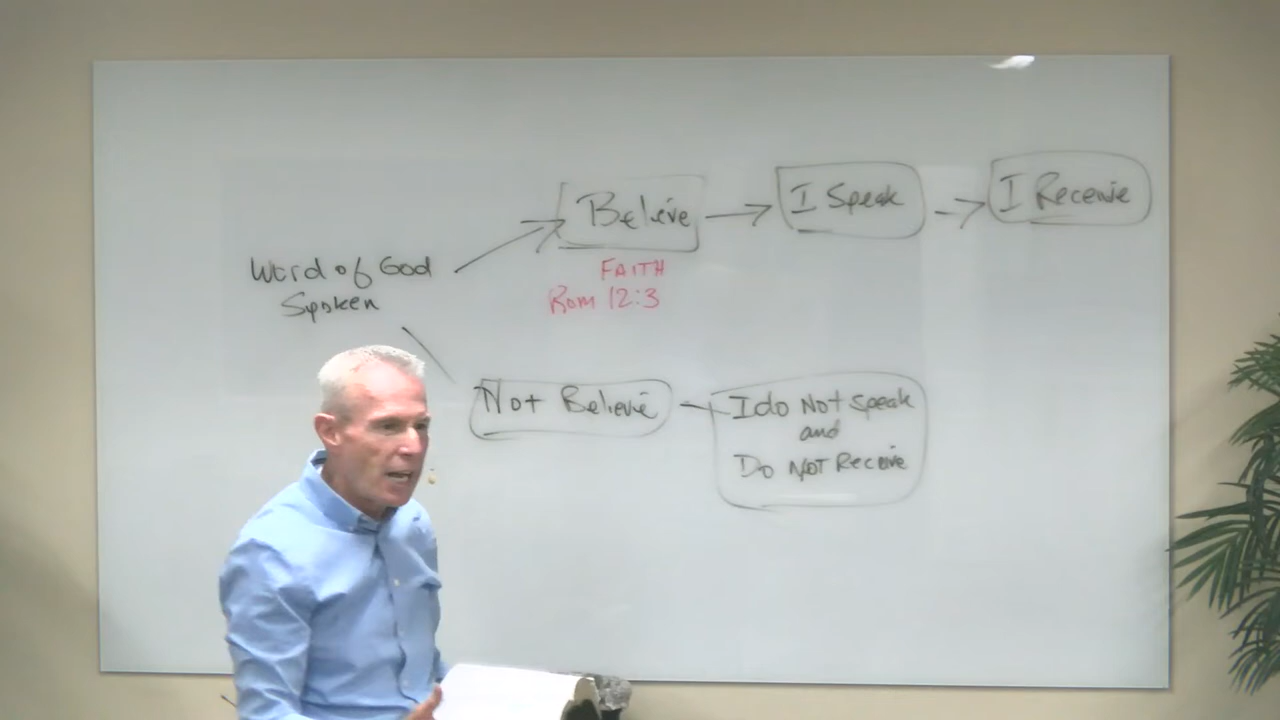 Word of God
Spoken
Believe
FAITH
Rom 12:3
I Speak
I Receive
Not Believe
I do Not Speak
and
Do NOT Receive